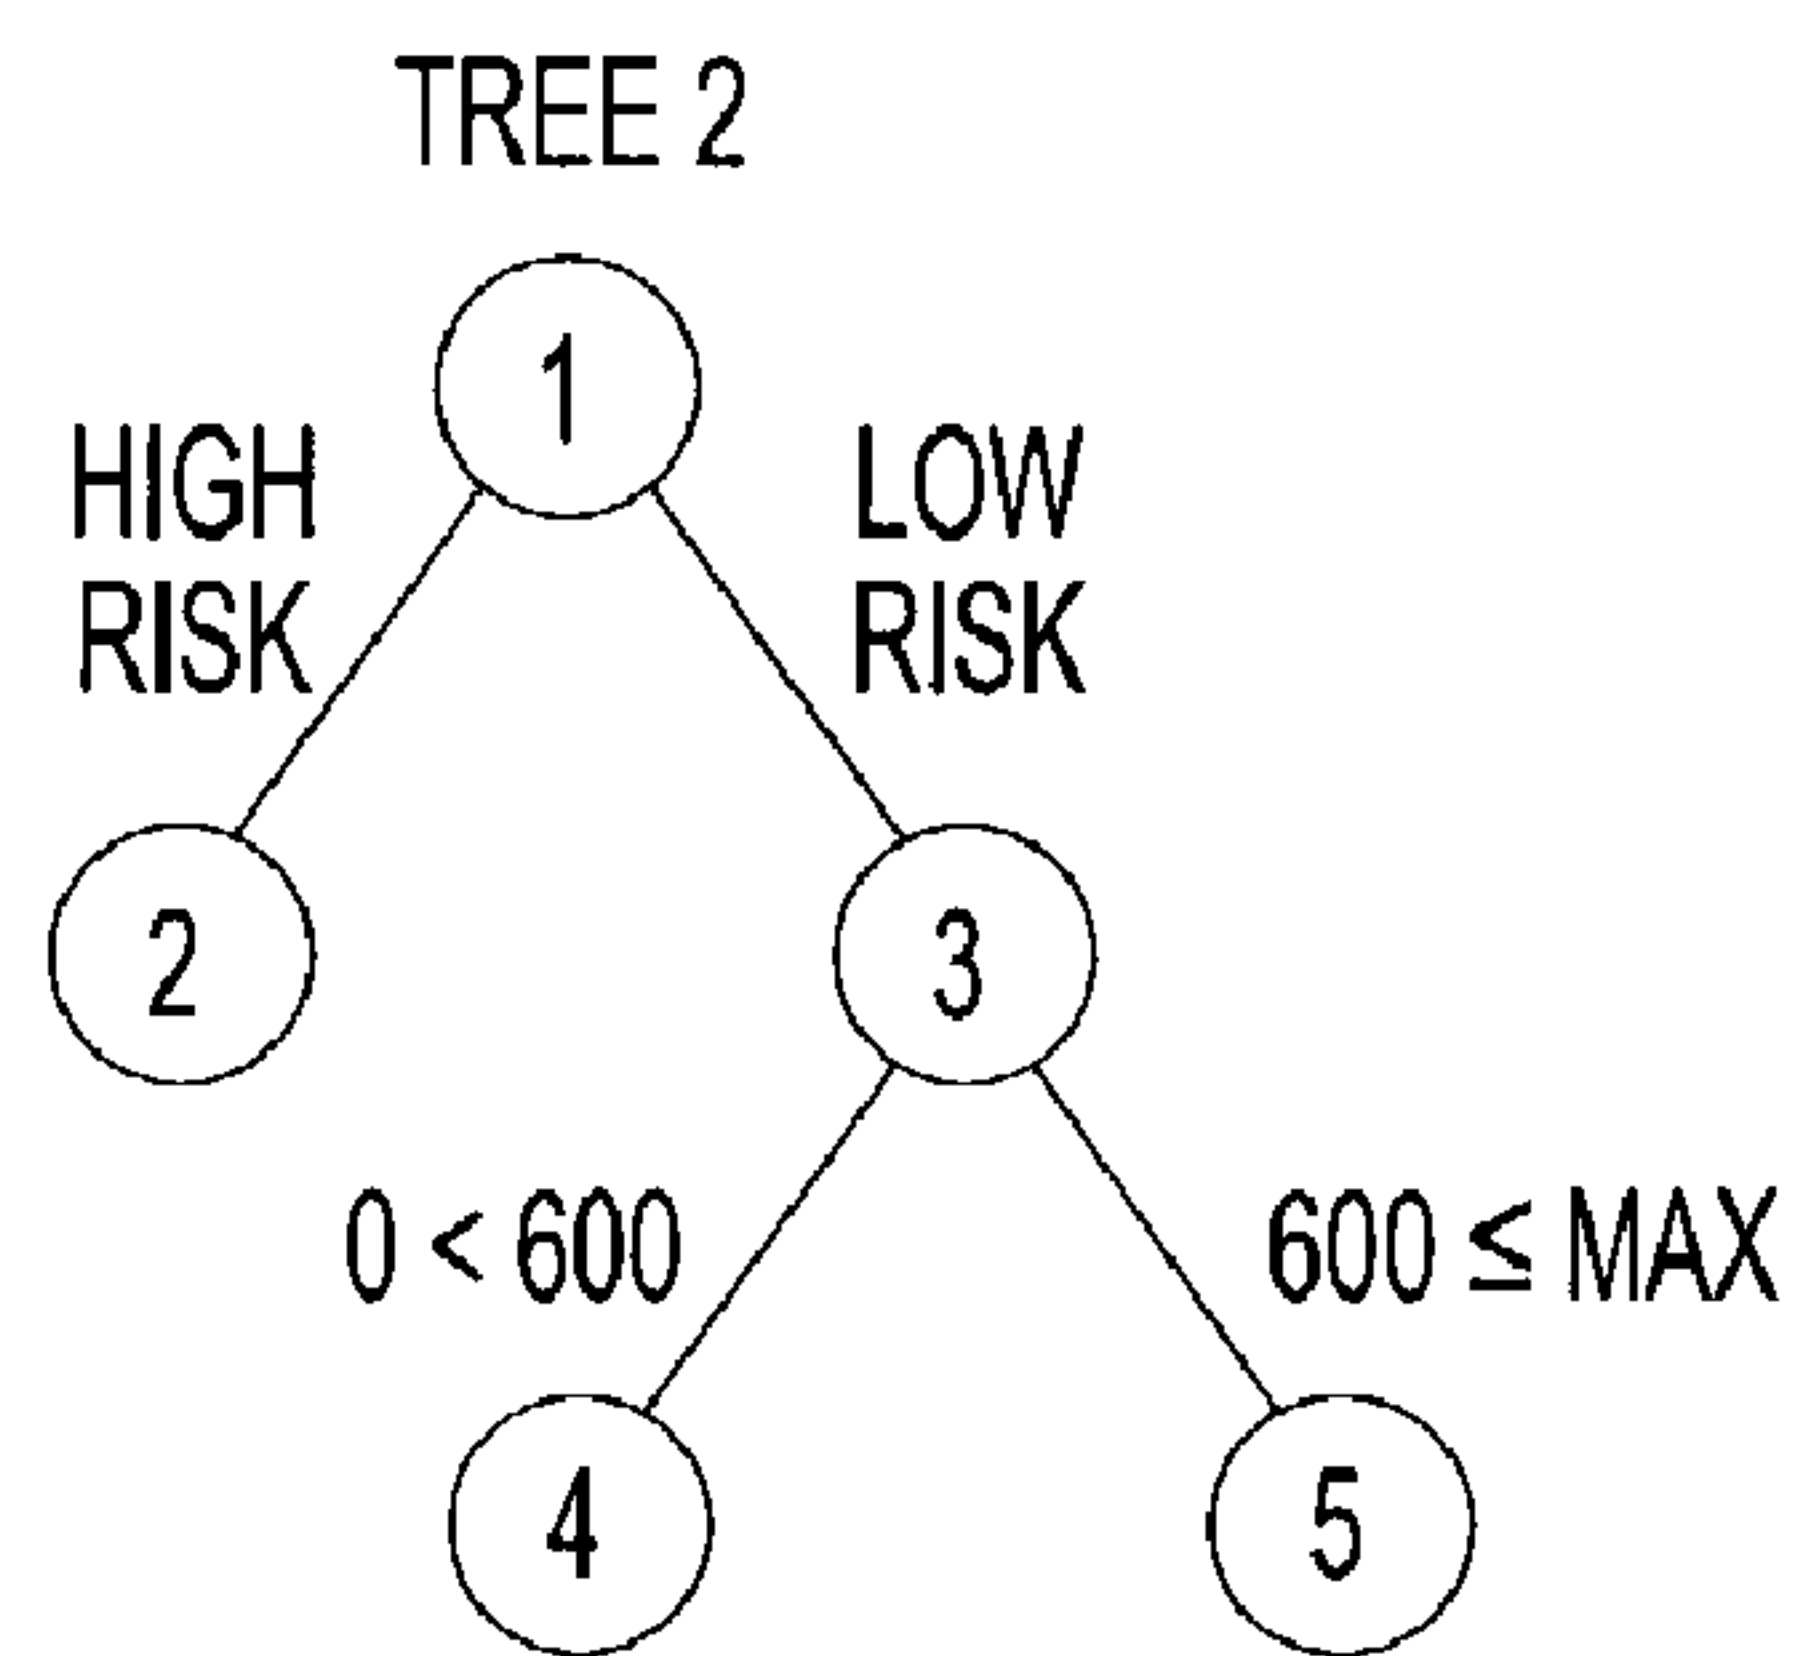 TREE 2
1
HIGH
RISK
LOW
RISK
2
3
0 < 600
600 ≤ MAX
4
5